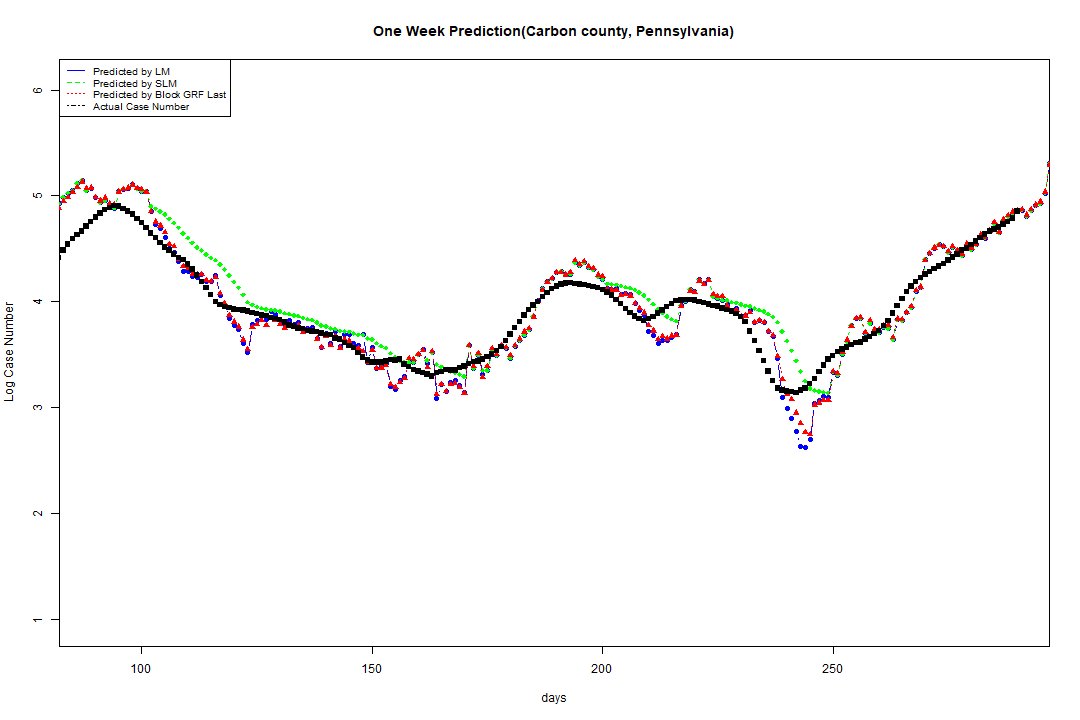 One Week Prediction(Carbon county, Pennsylvania)
Predicted by LM
Predicted by SLM
Predicted by Block GRF Last
Actual Case Number
6
5
4
3
2
1
Log Case Number
100 150 200 250
days